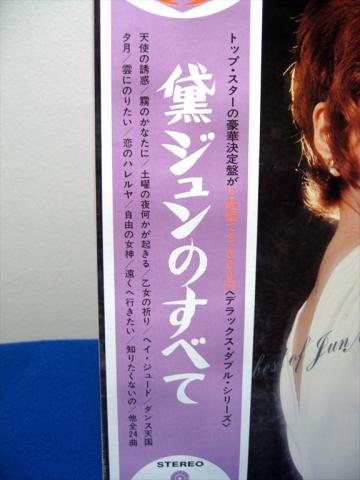 トップ・スターの豪華決定盤が
〈デラックス・ダブル・シリーズ〉
黛ジュンのすべて
天使の誘惑／霧のかなたに／土曜の夜何かが起きる／乙女の祈り／ヘイ・ジュード／ダンス天国
夕月／雲にのりたい／恋のハレルヤ／自由の女神／遠くへ行きたい／知りたくないの／他全24曲
STEREO
best of Jun